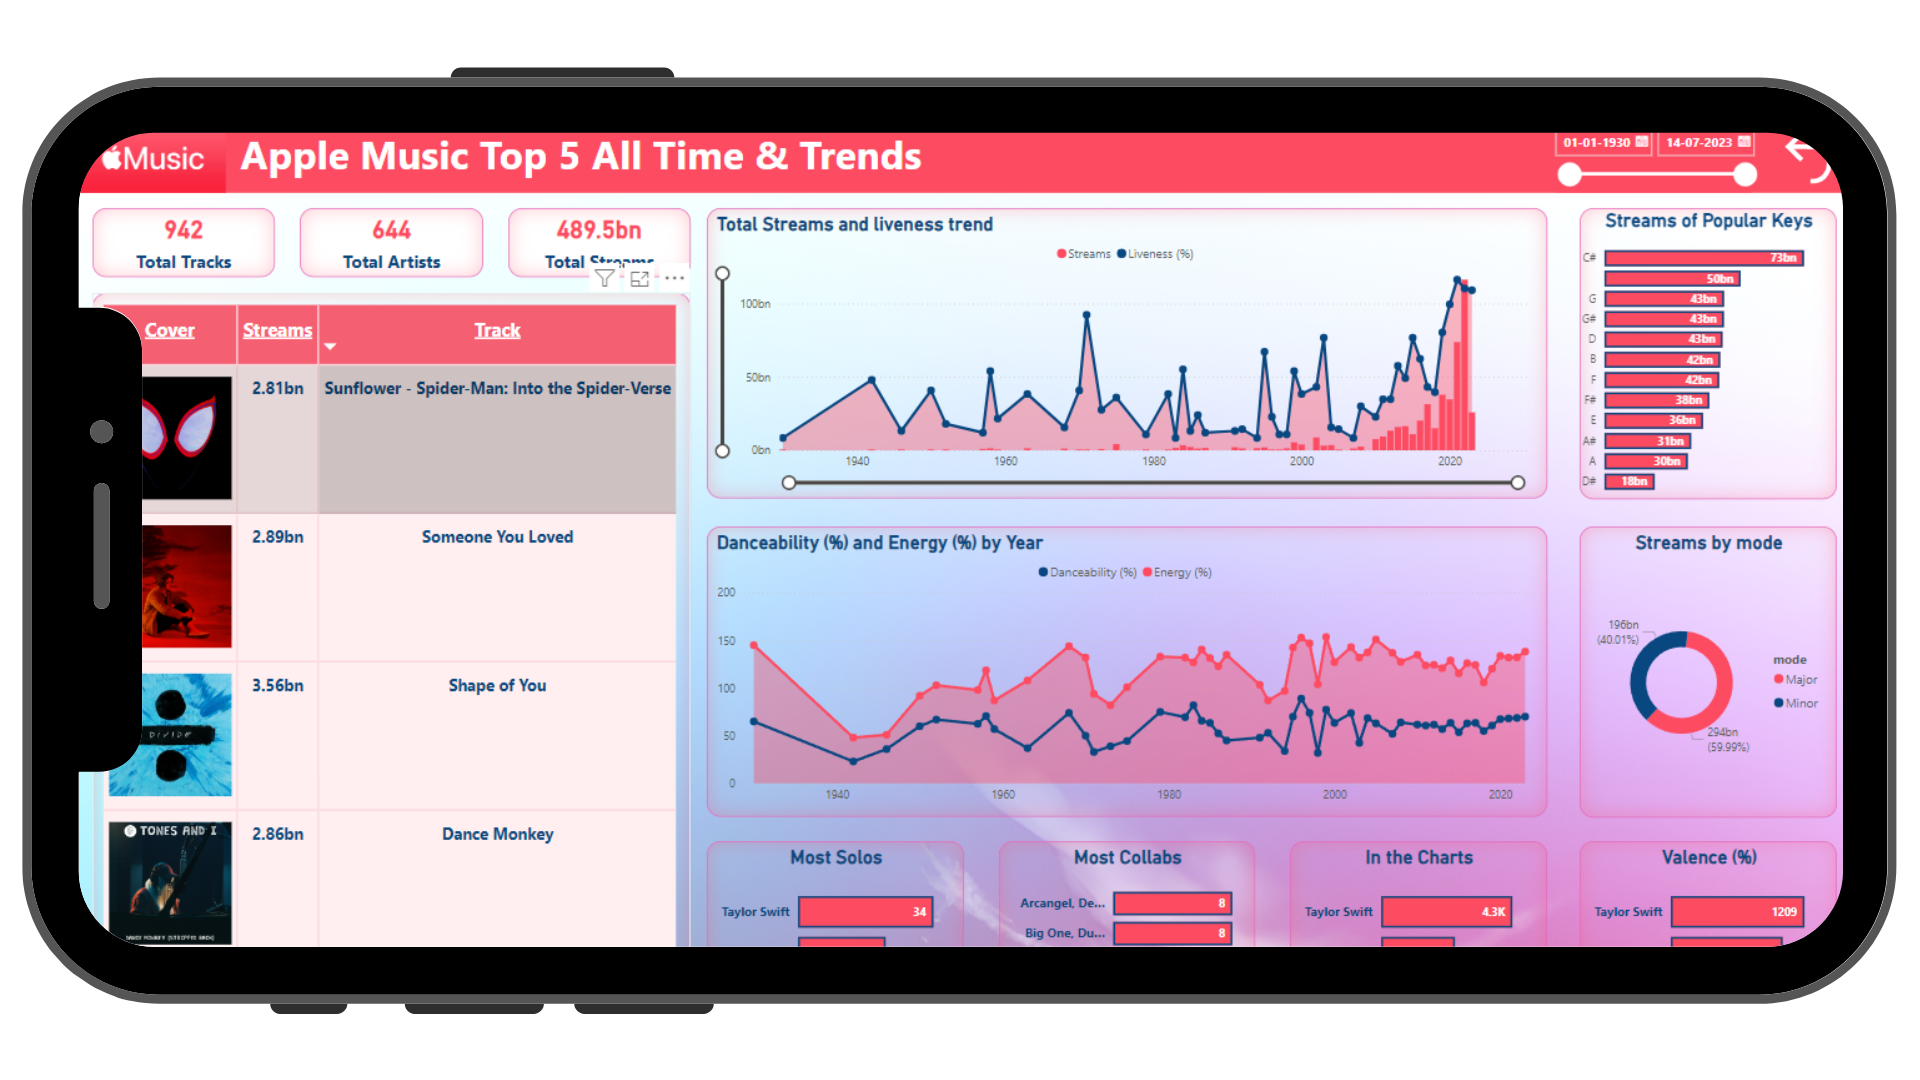 Music
Apple Music Top 5 All Time & Trends
01-01-1930
14-07-2023
942
Total Tracks
644
Total Artists
489.5bn
Total Streams
Cover
Streams
Track
2.81bn
Sunflower - Spider-Man: Into the Spider-Verse
2.89bn
Someone You Loved
DIVIDE
3.56bn
Shape of You
TONES AND I
2.86bn
Dance Monkey
Total Streams and liveness trend
Streams
Liveness (%)
100bn
50bn
0bn
1940
1960
1980
2000
2020
Streams of Popular Keys
C#
73bn
50bn
G
43bn
G#
43bn
D
43bn
B
42bn
F
42bn
F#
38bn
E
36bn
A#
31bn
A
30bn
D#
18bn
Danceability (%) and Energy (%) by Year
Danceability (%)
Energy (%)
200
150
100
50
0
1940
1960
1980
2000
2020
Streams by mode
196bn
(40.01%)
294bn
(59.99%)
mode
Major
Minor
Most Solos
Taylor Swift
34
Most Collabs
Arcangel, De...
8
Big One, Du...
8
In the Charts
Taylor Swift
4.3K
Valence (%)
Taylor Swift
1209